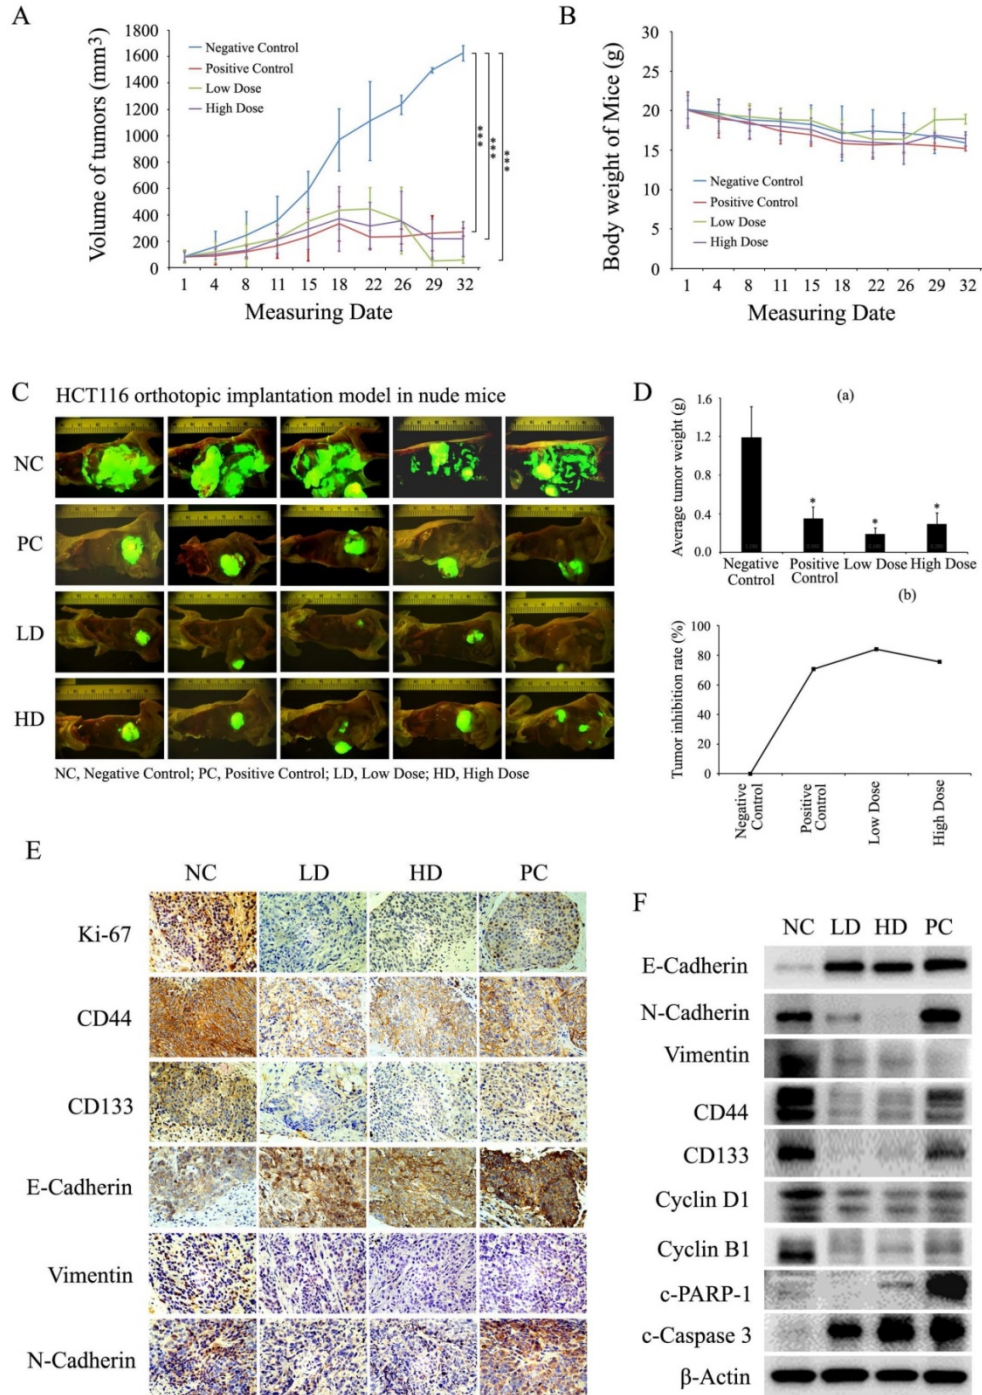 A
Volume of tumors (mm3)
1800
1600
1400
1200
1000
800
600
400
200
0
Negative Control
Positive Control
Low Dose
High Dose
***
***
***
1 4 8 11 15 18 22 26 29 32
Measuring Date
B
Body weight of Mice (g)
30
25
20
15
10
5
0
Negative Control
Positive Control
Low Dose
High Dose
1 4 8 11 15 18 22 26 29 32
Measuring Date
C HCT116 orthotopic implantation model in nude mice
NC
PC
LD
HD
NC, Negative Control; PC, Positive Control; LD, Low Dose; HD, High Dose
D
(a)
Average tumor weight (g)
1.6
1.2
0.8
0.4
0.0
* * *
Negative Control Positive Control Low Dose High Dose
(b)
Tumor inhibition rate (%)
100
80
60
40
20
0
Negative Control
Positive Control
Low Dose
High Dose
E
NC LD HD PC
Ki-67
CD44
CD133
E-Cadherin
Vimentin
N-Cadherin
F
NC LD HD PC
E-Cadherin
N-Cadherin
Vimentin
CD44
CD133
Cyclin D1
Cyclin B1
c-PARP-1
c-Caspase 3
β-Actin